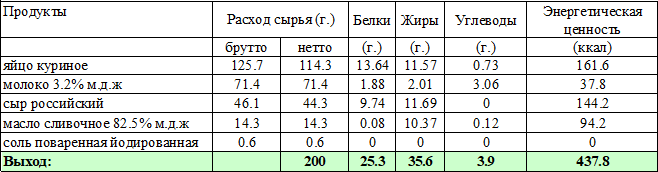 Продукты Расход сырья (г.) Белки Жиры Углеводы Энергетическая ценность
брутто нетто (г.) (г.) (г.) (ккал)
яйцо куриное 125.7 114.3 13.64 11.57 0.73 161.6
молоко 3.2% м.д.ж 71.4 71.4 1.88 2.01 3.06 37.8
сыр российский 46.1 44.3 9.74 11.69 0 144.2
масло сливочное 82.5% м.д.ж 14.3 14.3 0.08 10.37 0.12 94.2
соль поваренная йодированная 0.6 0.6 0 0 0 0
Выход: 200 25.3 35.6 3.9 437.8